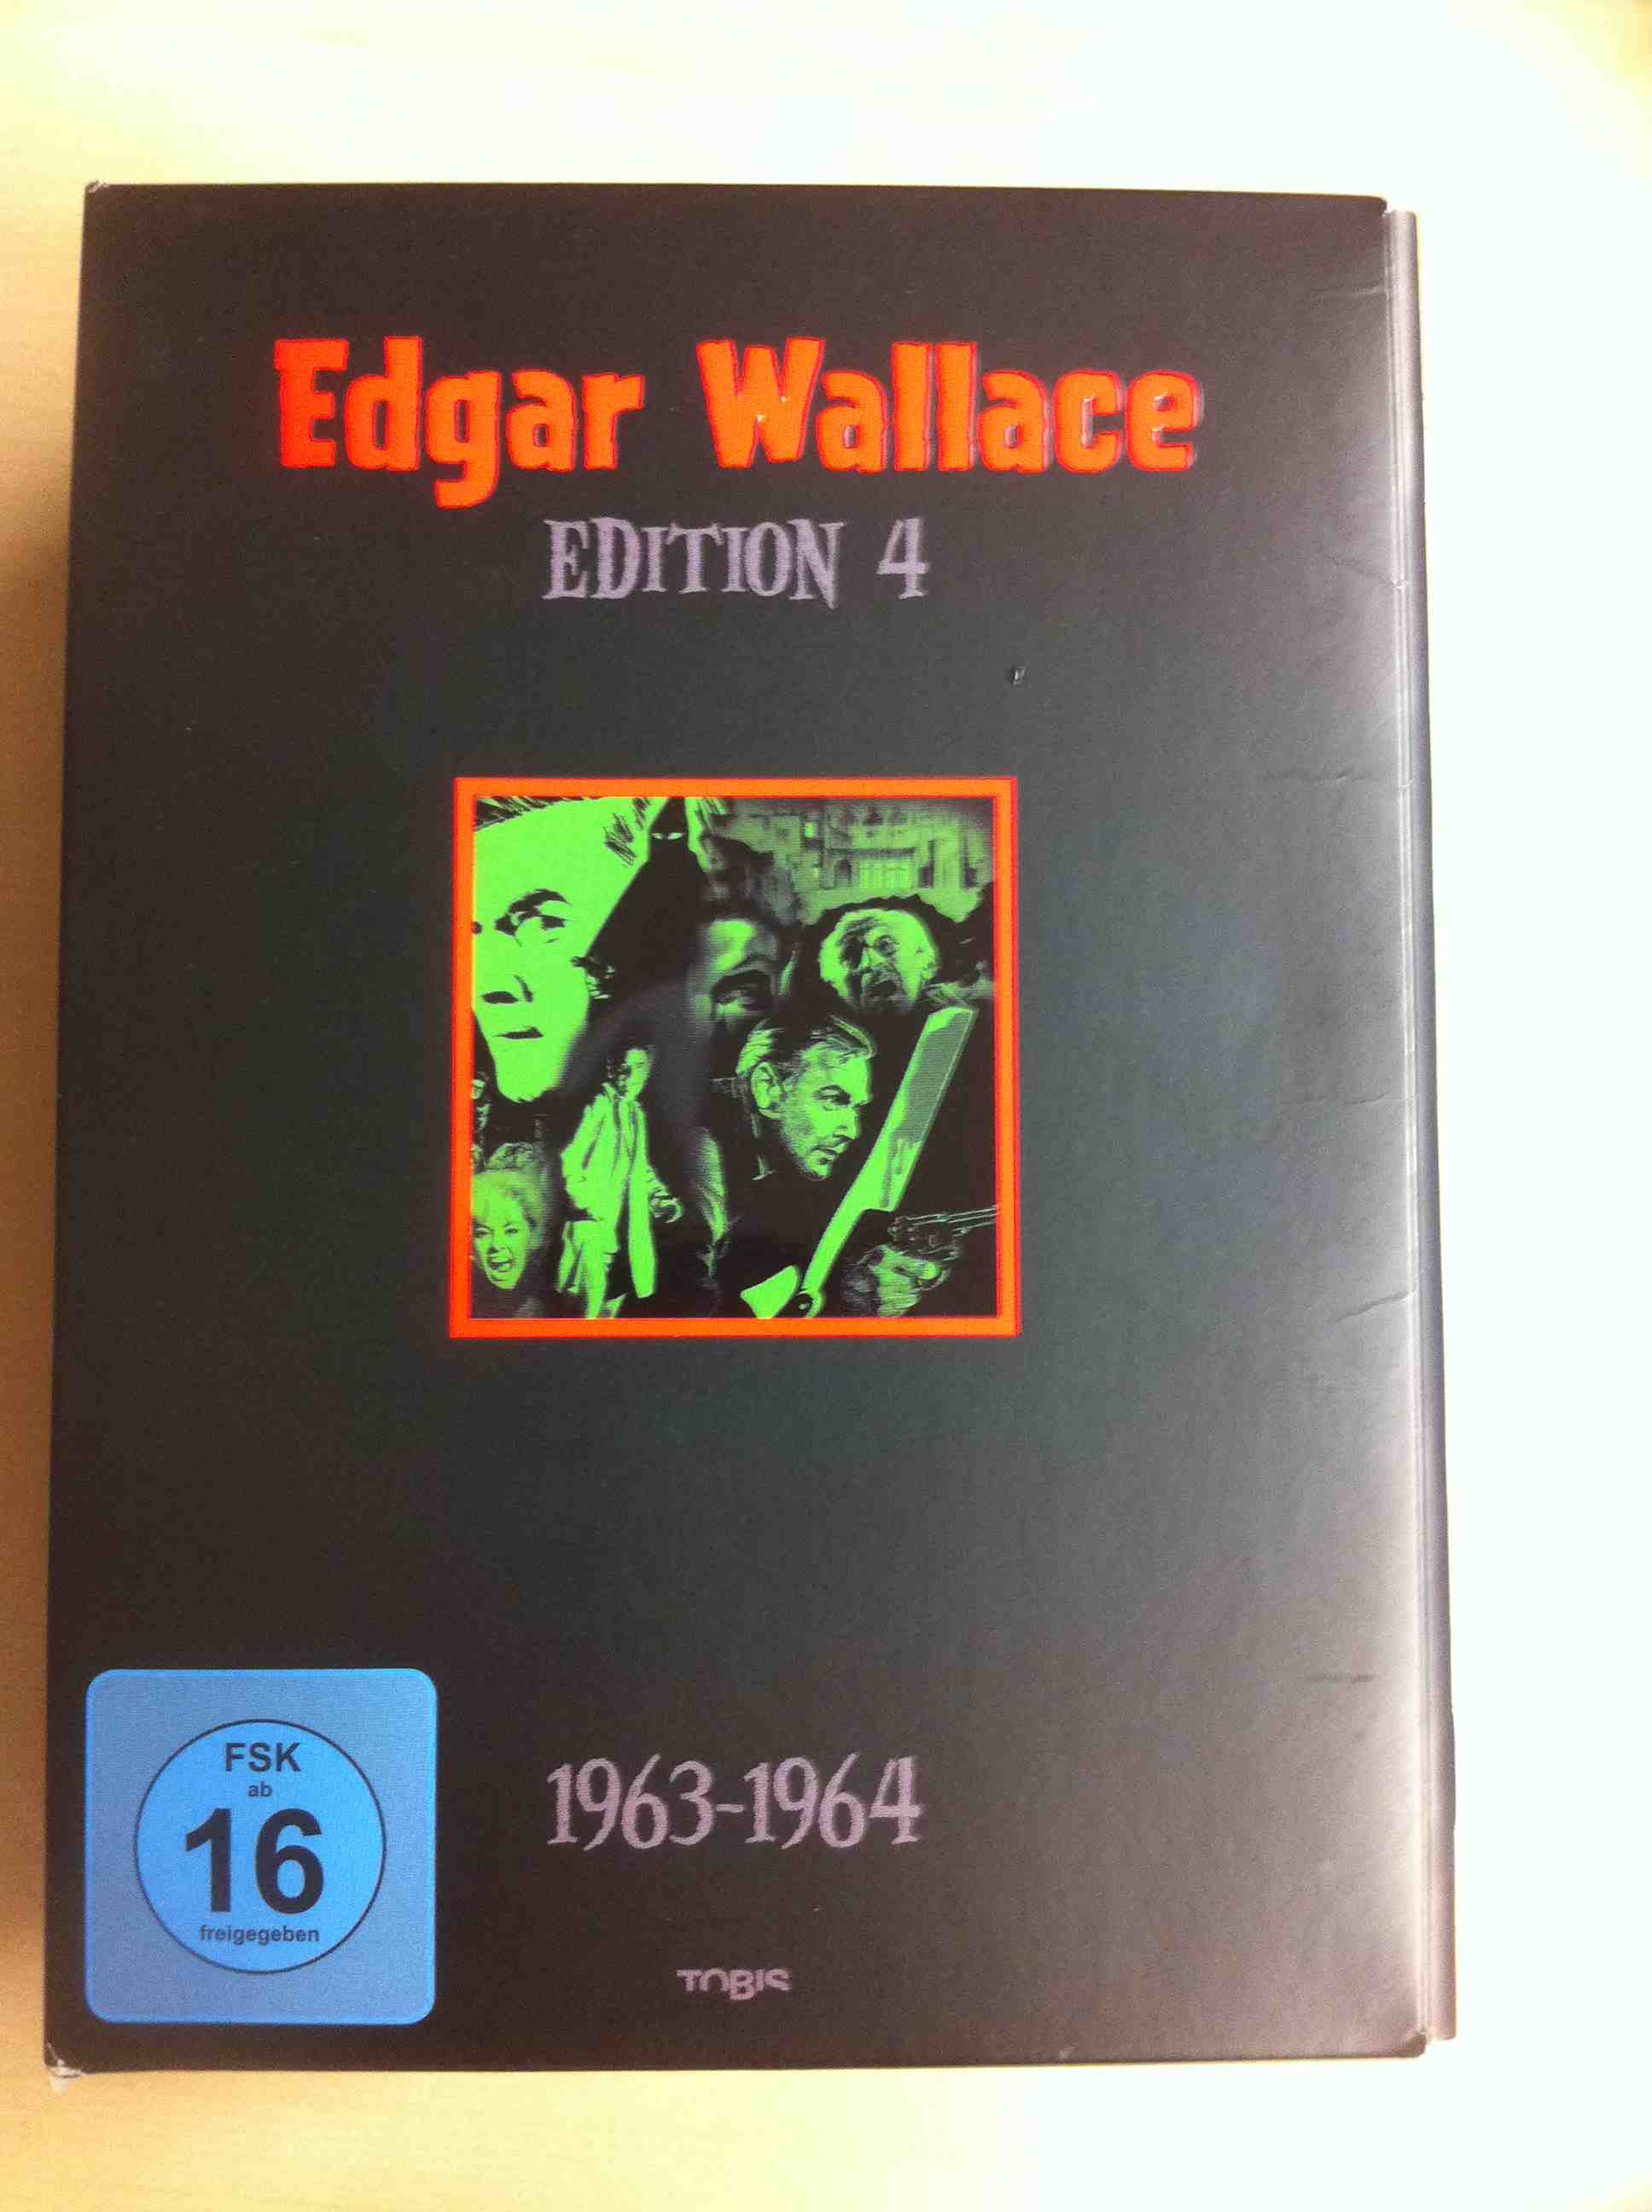 Edgar Wallace
EDITION 4
FSK
ab
16
freigegeben
1963-1964
TOBIS